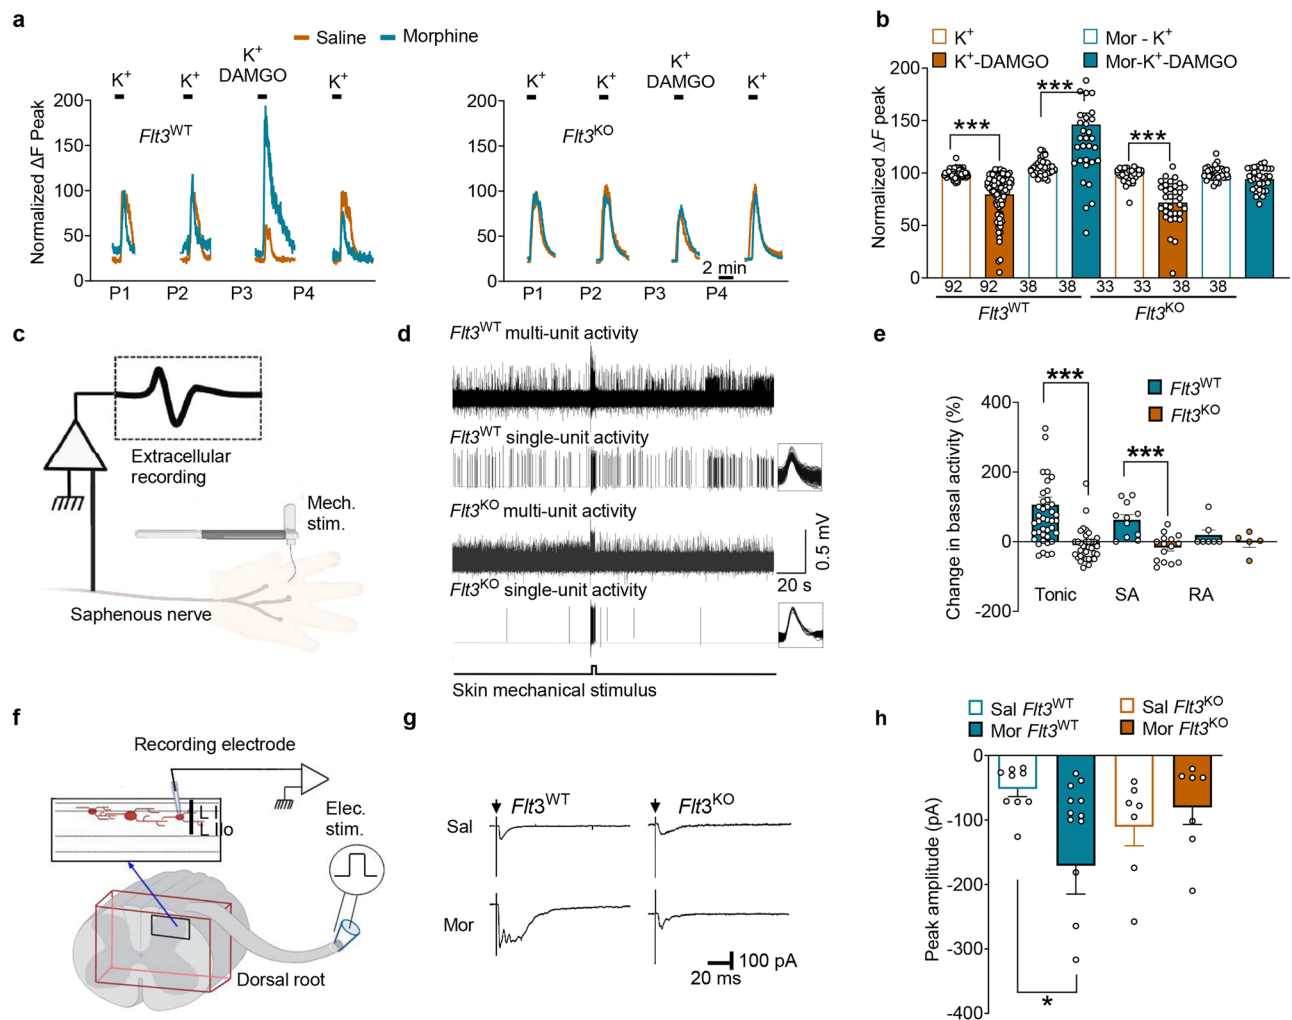 a
Saline
Morphine
K+
K+
K+
DAMGO
K+
K+
K+
K+
DAMGO
K+
Normalized ΔF Peak
200
150
100
50
0
Flt3WT
P1
P2
P3
P4
200
150
100
50
0
Flt3KO
2 min
P1
P2
P3
P4
b
K+
K+-DAMGO
Mor - K+
Mor-K+-DAMGO
Normalized ΔF peak
200
150
100
50
0
***
***
***
92
92
38
38
33
33
38
38
Flt3WT
Flt3KO
c
Extracellular
recording
Mech.
stim.
Saphenous nerve
d
Flt3WT multi-unit activity
Flt3WT single-unit activity
Flt3KO multi-unit activity
0.5 mV
20 s
Flt3KO single-unit activity
Skin mechanical stimulus
e
Flt3WT
Flt3KO
Change in basal activity (%)
400
200
0
-200
***
***
Tonic
SA
RA
f
Recording electrode
L I
L IIo
Elec.
stim.
Dorsal root
g
Flt3WT
Flt3KO
Sal
Mor
100 pA
20 ms
h
Sal Flt3WT
Mor Flt3WT
Sal Flt3KO
Mor Flt3KO
Peak amplitude (pA)
0
-100
-200
-300
-400
*